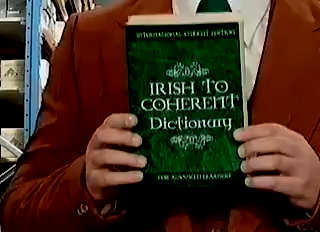 INTERNATIONAL STUDENT EDITION
IRISH TO
COHERENT
Dictionary
FOR ADVANCED LEARNERS